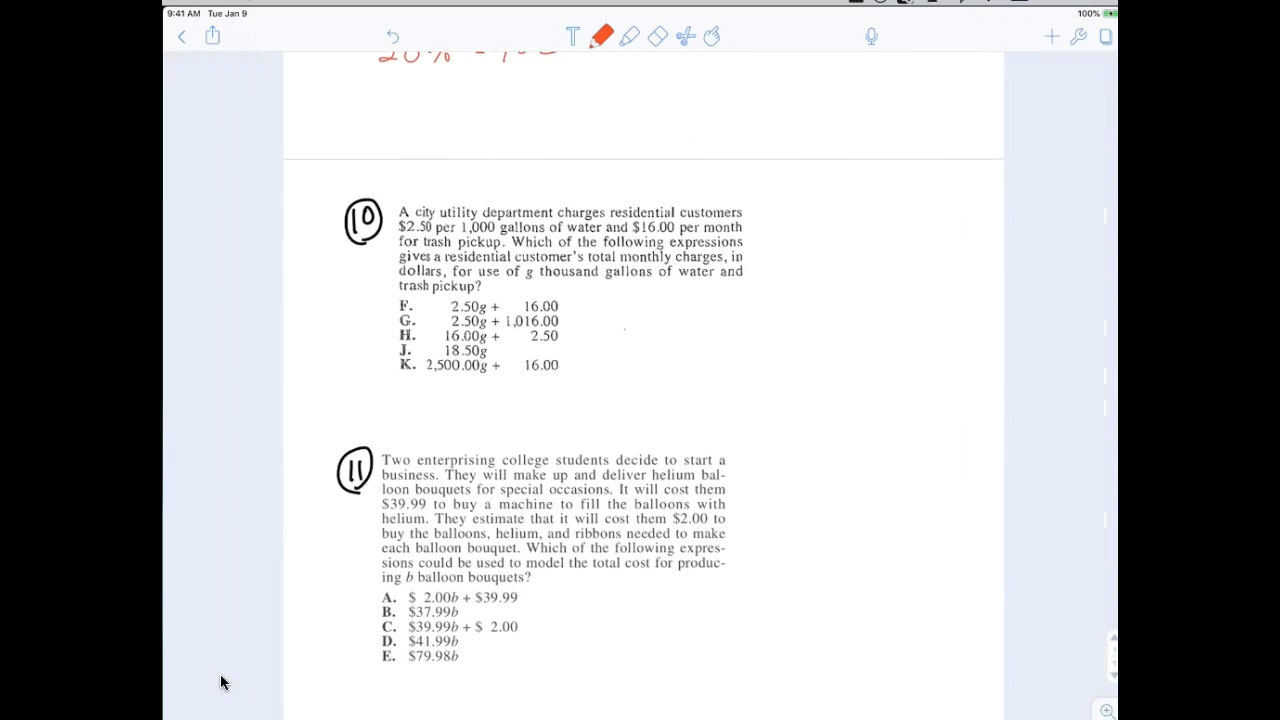 9:41 AM Tue Jan 9
100%
T
10
A city utility department charges residential customers
$2.50 per 1,000 gallons of water and $16.00 per month
for trash pickup. Which of the following expressions
gives a residential customer's total monthly charges, in
dollars, for use of g thousand gallons of water and
trash pickup?
F. 2.50g + 16.00
G. 2.50g + 1,016.00
H. 16.00g + 2.50
J. 18.50g
K. 2,500.00g + 16.00
11
Two enterprising college students decide to start a
business. They will make up and deliver helium bal-
loon bouquets for special occasions. It will cost them
$39.99 to buy a machine to fill the balloons with
helium. They estimate that it will cost them $2.00 to
buy the balloons, helium, and ribbons needed to make
each balloon bouquet. Which of the following expres-
sions could be used to model the total cost for produc-
ing b balloon bouquets?
A. $ 2.00b + $39.99
B. $37.99b
C. $39.99b + $ 2.00
D. $41.99b
E. $79.98b